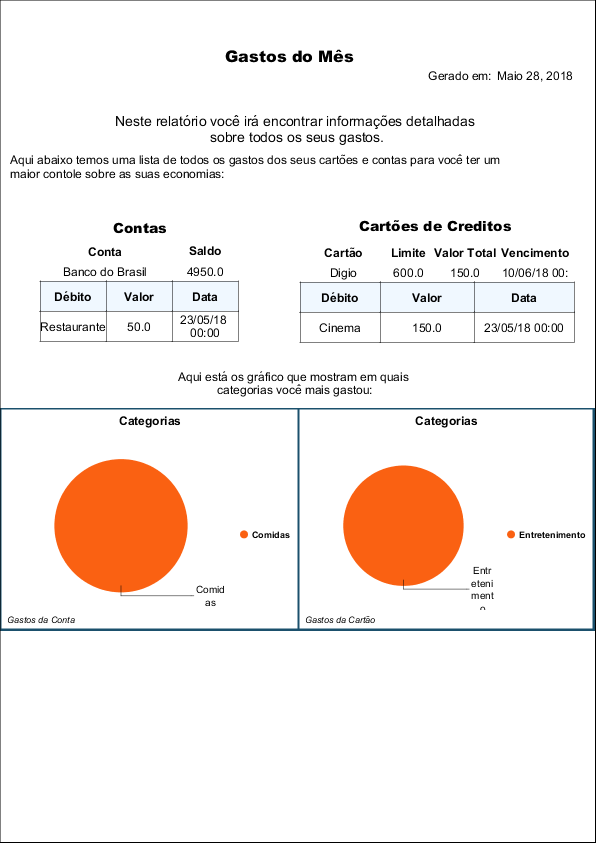 Gastos do Mês
Gerado em: Maio 28, 2018
Neste relatório você irá encontrar informações detalhadas
sobre todos os seus gastos.
Aqui abaixo temos uma lista de todos os gastos dos seus cartões e contas para você ter um
maior contole sobre as suas economias:
Contas
Conta Saldo
Banco do Brasil 4950.0
Débito Valor Data
Restaurante 50.0 23/05/18
00:00
Cartões de Creditos
Cartão Limite Valor Total Vencimento
Digio 600.0 150.0 10/06/18 00:
Débito Valor Data
Cinema 150.0 23/05/18 00:00
Aqui está os gráfico que mostram em quais
categorias você mais gastou:
Categorias
Comidas
Comid
as
Gastos da Conta
Categorias
Entretenimento
Entr
eteni
ment
o
Gastos da Cartão